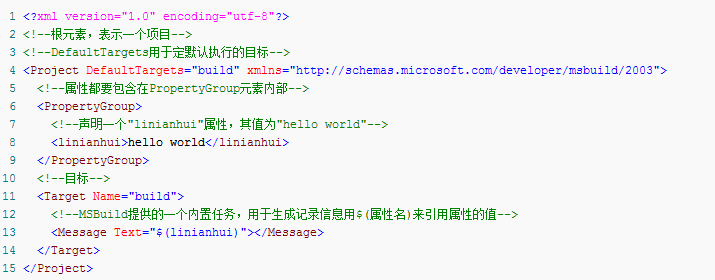 1 <?xml version="1.0" encoding="utf-8"?>
2 <!--根元素，表示一个项目-->
3 <!--DefaultTargets用于定默认执行的目标-->
4 <Project DefaultTargets="build" xmlns="http://schemas.microsoft.com/developer/msbuild/2003">
5   <!--属性都要包含在PropertyGroup元素内部-->
6   <PropertyGroup>
7     <!--声明一个"linianhui"属性，其值为"hello world"-->
8     <linianhui>hello world</linianhui>
9   </PropertyGroup>
10   <!--目标-->
11   <Target Name="build">
12     <!--MSBuild提供的一个内置任务，用于生成记录信息用$(属性名)来引用属性的值-->
13     <Message Text="$(linianhui)"></Message>
14   </Target>
15 </Project>